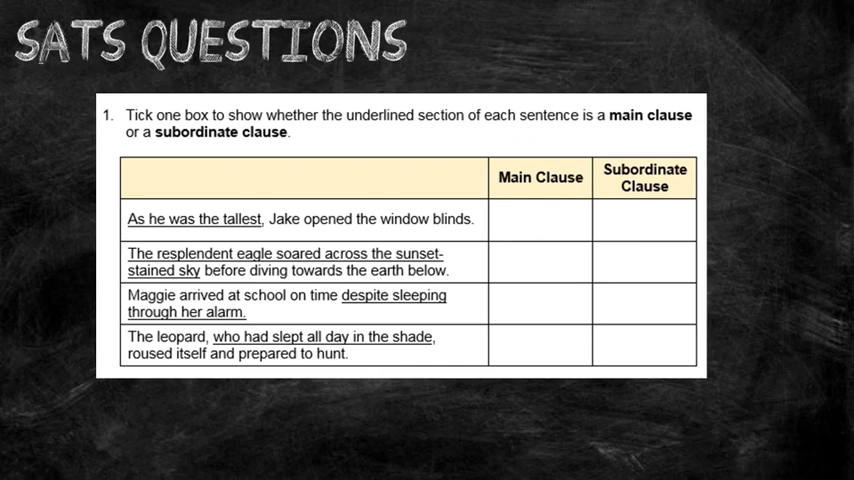 SATS QUESTIONS
1. Tick one box to show whether the underlined section of each sentence is a main clause
or a subordinate clause.
Main Clause
Subordinate
Clause
As he was the tallest, Jake opened the window blinds.
The resplendent eagle soared across the sunset-
stained sky before diving towards the earth below.
Maggie arrived at school on time despite sleeping
through her alarm.
The leopard, who had slept all day in the shade,
roused itself and prepared to hunt.